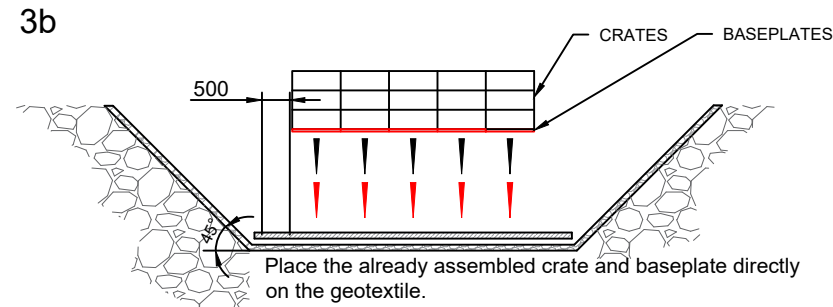 3b
CRATES
BASEPLATES
500
45°
Place the already assembled crate and baseplate directly
on the geotextile.